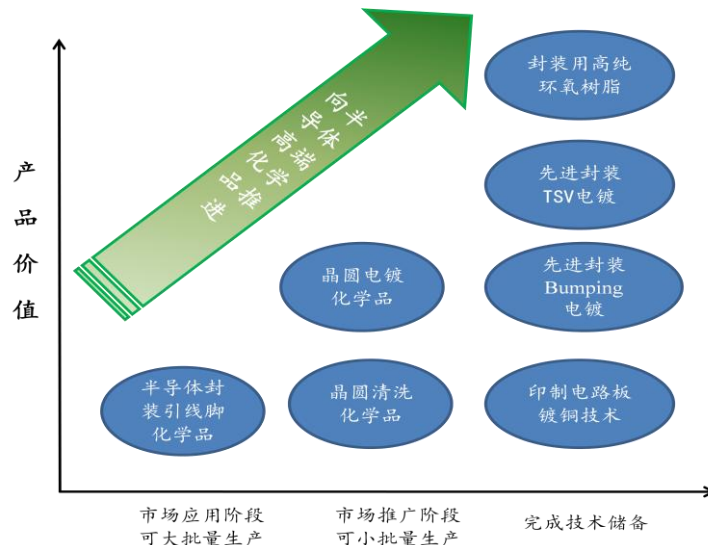 产品价值
向半导体高端化学品推进
封装用高纯
环氧树脂
先进封装
TSV电镀
晶圆电镀
化学品
先进封装
Bumping
电镀
半导体封
装引线脚
化学品
晶圆清洗
化学品
印制电路板
镀铜技术
市场应用阶段
可大批量生产
市场推广阶段
可小批量生产
完成技术储备